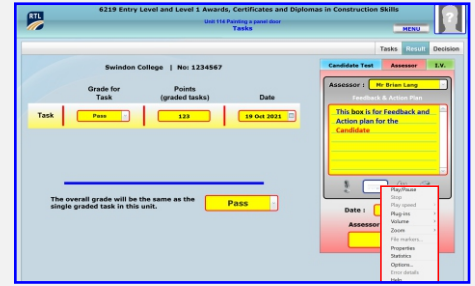 6219 Entry Level and Level 1 Awards, Certificates and Diplomas in Construction Skills
RTL
Unit 114 Painting a panel door
Tasks
MENU
?
Tasks Result Decision
Swindon College | No: 1234567
Candidate Text Assessor I.V.
Assessor : Mr Brian Lang
Feedback & Action Plan
This box is for Feedback and
Action plan for the
Candidate
Grade for
Task
Points
(graded tasks)
Date
Task Pass 123 19 Oct 2021
The overall grade will be the same as the
single graded task in this unit.
Pass
Date :
Assessor
Play/Pause
Stop
Play speed
Plug-ins
Volume
Zoom
File markers...
Properties
Statistics
Options...
Error details
Help